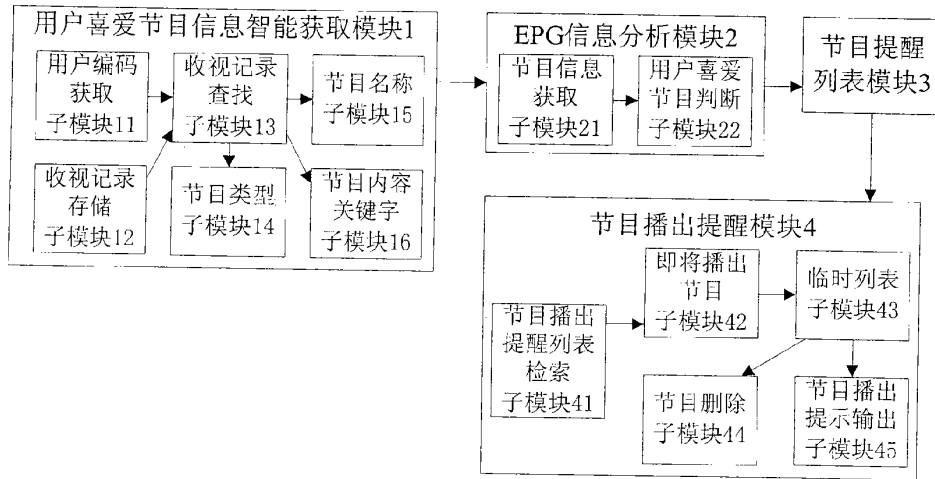 用户喜爱节目信息智能获取模块1
用户编码
获取
子模块11
收视记录
查找
子模块13
节目名称
子模块15
收视记录
存储
子模块12
节目类型
子模块14
节目内容
关键字
子模块16
EPG信息分析模块2
节目信息
获取
子模块21
用户喜爱
节目判断
子模块22
节目提醒
列表模块3
节目播出提醒模块4
节目播出
提醒列表
检索
子模块41
即将播出
节目
子模块42
临时列表
子模块43
节目删除
子模块44
节目播出
提示输出
子模块45